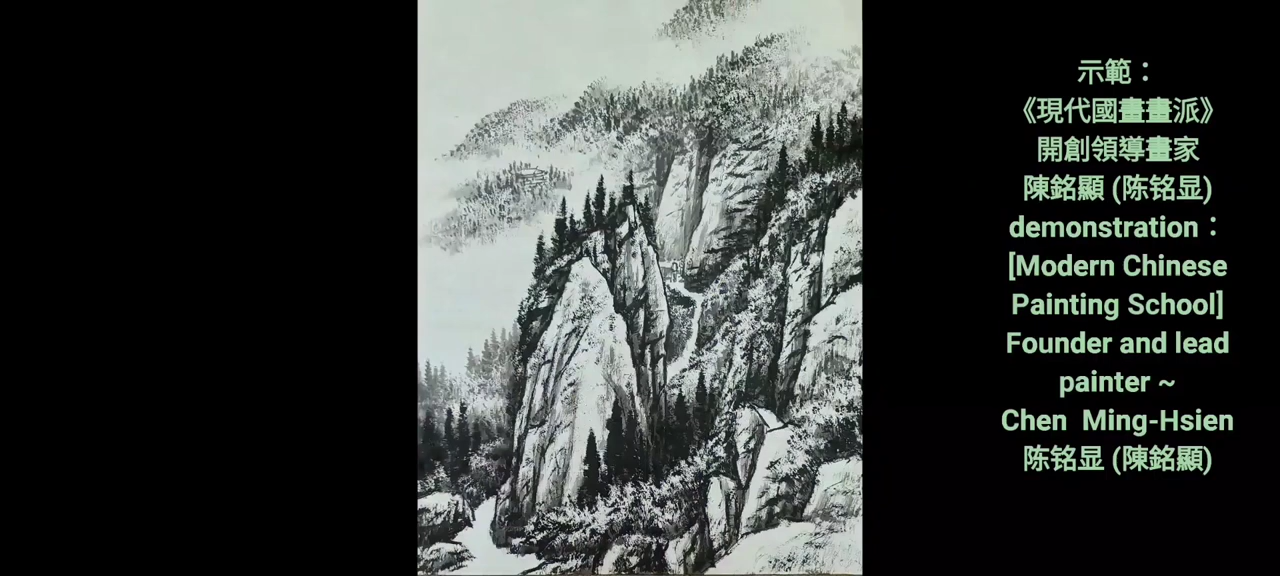 示範：
《現代國畫畫派》
開創領導畫家
陳銘顯 (陈铭显)
demonstration：
[Modern Chinese
Painting School]
Founder and lead
painter ~
Chen Ming-Hsien
陈铭显 (陳銘顯)